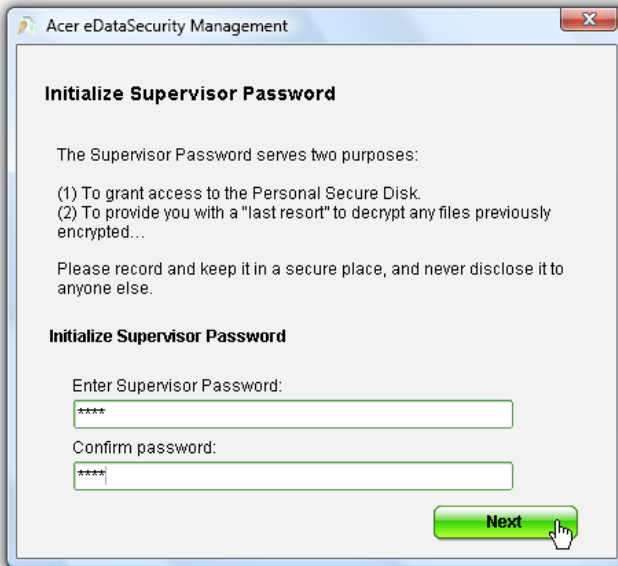 Acer eDataSecurity Management
Initialize Supervisor Password
The Supervisor Password serves two purposes:
(1) To grant access to the Personal Secure Disk.
(2) To provide you with a "last resort" to decrypt any files previously
encrypted...
Please record and keep it in a secure place, and never disclose it to
anyone else.
Initialize Supervisor Password
Enter Supervisor Password:
****
Confirm password:
****
Next